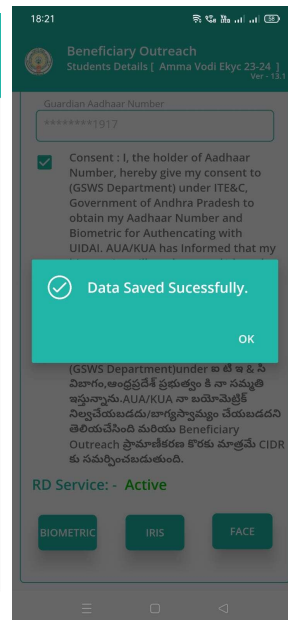 18:21
58
Beneficiary Outreach
Students Details [ Amma Vodi Ekyc 23-24 ]
Ver - 13.1
Guardian Aadhaar Number
********1917
Consent : I, the holder of Aadhaar
Number, hereby give my consent to
(GSWS Department) under ITE&C,
Government of Andhra Pradesh to
obtain my Aadhaar Number and
Biometric for Authencating with
UIDAI. AUA/KUA has Informed that my
Data Saved Sucessfully.
OK
(GSWS Department)under ఐ టి ఇ & సి
విభాగం,ఆంధ్రప్రదేశ్ ప్రభుత్వం కి నా సమ్మతి
ఇస్తున్నాను.AUA/KUA నా బయోమెట్రిక్
నిల్వచేయబడదు/బాగ్యస్వామ్యం చేయబడదని
తెలియచేసింది మరియు Beneficiary
Outreach ప్రామాణికరణ కొరకు మాత్రమే CIDR
కు సమర్పించబడుతుంది.
RD Service: - Active
BIOMETRIC
IRIS
FACE